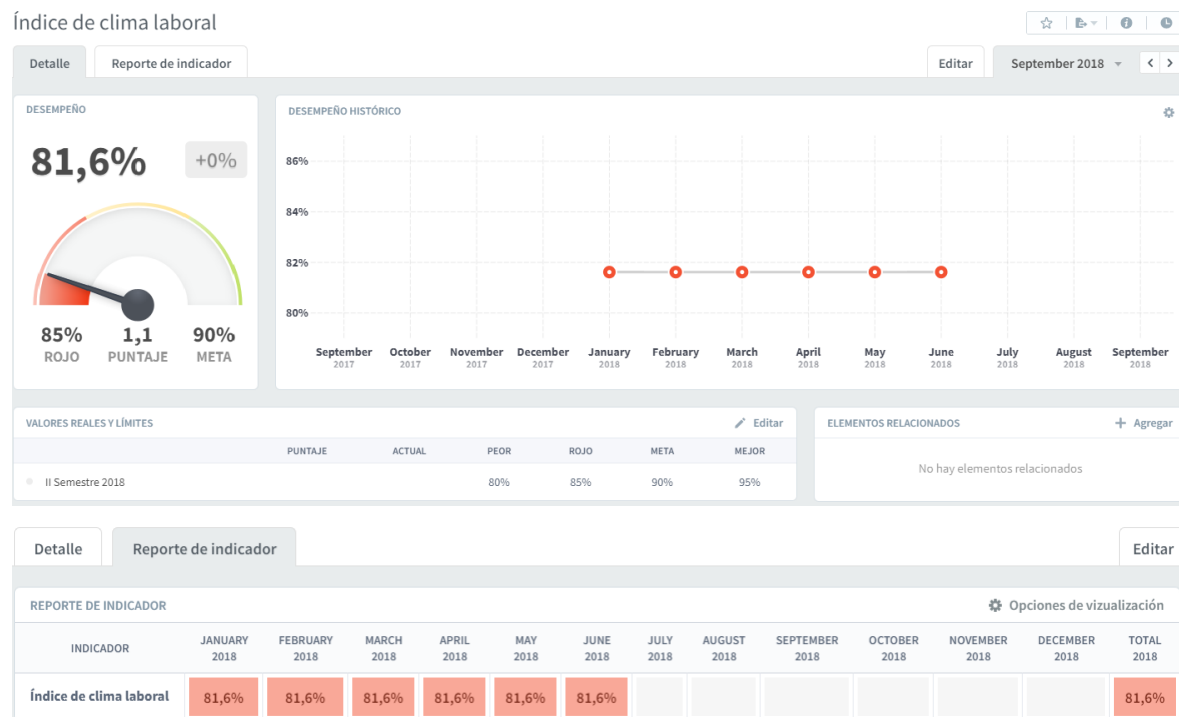 Índice de clima laboral
Detalle
Reporte de indicador
Editar
September 2018
DESEMPEÑO
81,6%
+0%
85%
1,1
90%
ROJO
PUNTAJE
META
DESEMPEÑO HISTÓRICO
86%
84%
82%
80%
September October November December January February March April May June July August September
2017 2017 2017 2017 2018 2018 2018 2018 2018 2018 2018 2018 2018
VALORES REALES Y LÍMITES
Editar
PUNTAJE ACTUAL PEOR ROJO META MEJOR
II Semestre 2018 80% 85% 90% 95%
ELEMENTOS RELACIONADOS
Agregar
No hay elementos relacionados
Detalle
Reporte de indicador
Editar
REPORTE DE INDICADOR
Opciones de vizualización
INDICADOR
JANUARY FEBRUARY MARCH APRIL MAY JUNE JULY AUGUST SEPTEMBER OCTOBER NOVEMBER DECEMBER TOTAL
2018 2018 2018 2018 2018 2018 2018 2018 2018 2018 2018 2018 2018
Índice de clima laboral 81,6% 81,6% 81,6% 81,6% 81,6% 81,6% 81,6%